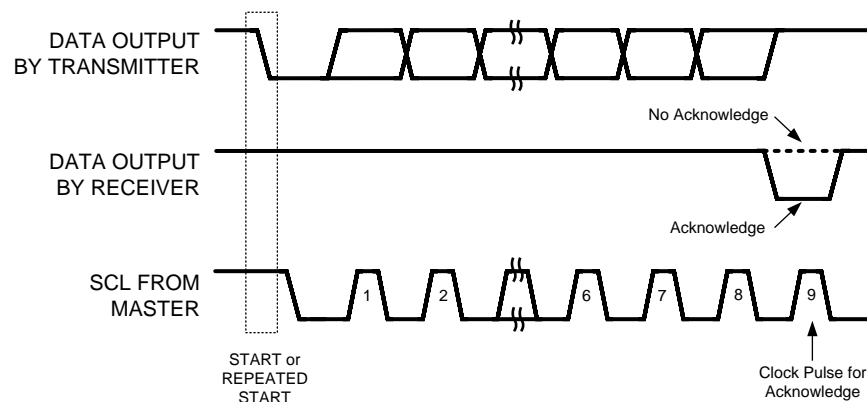 DATA OUTPUT
BY TRANSMITTER
No Acknowledge
DATA OUTPUT
BY RECEIVER
Acknowledge
SCL FROM
MASTER
1 2 6 7 8 9
START or
REPEATED
START
Clock Pulse for
Acknowledge